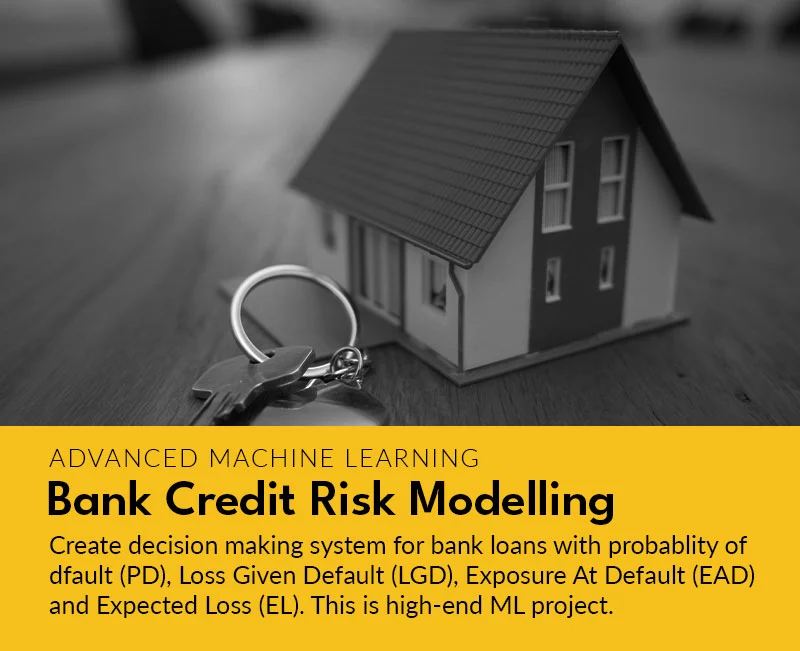 ADVANCED MACHINE LEARNING
Bank Credit Risk Modelling
Create decision making system for bank loans with probablity of
dfault (PD), Loss Given Default (LGD), Exposure At Default (EAD)
and Expected Loss (EL). This is high-end ML project.